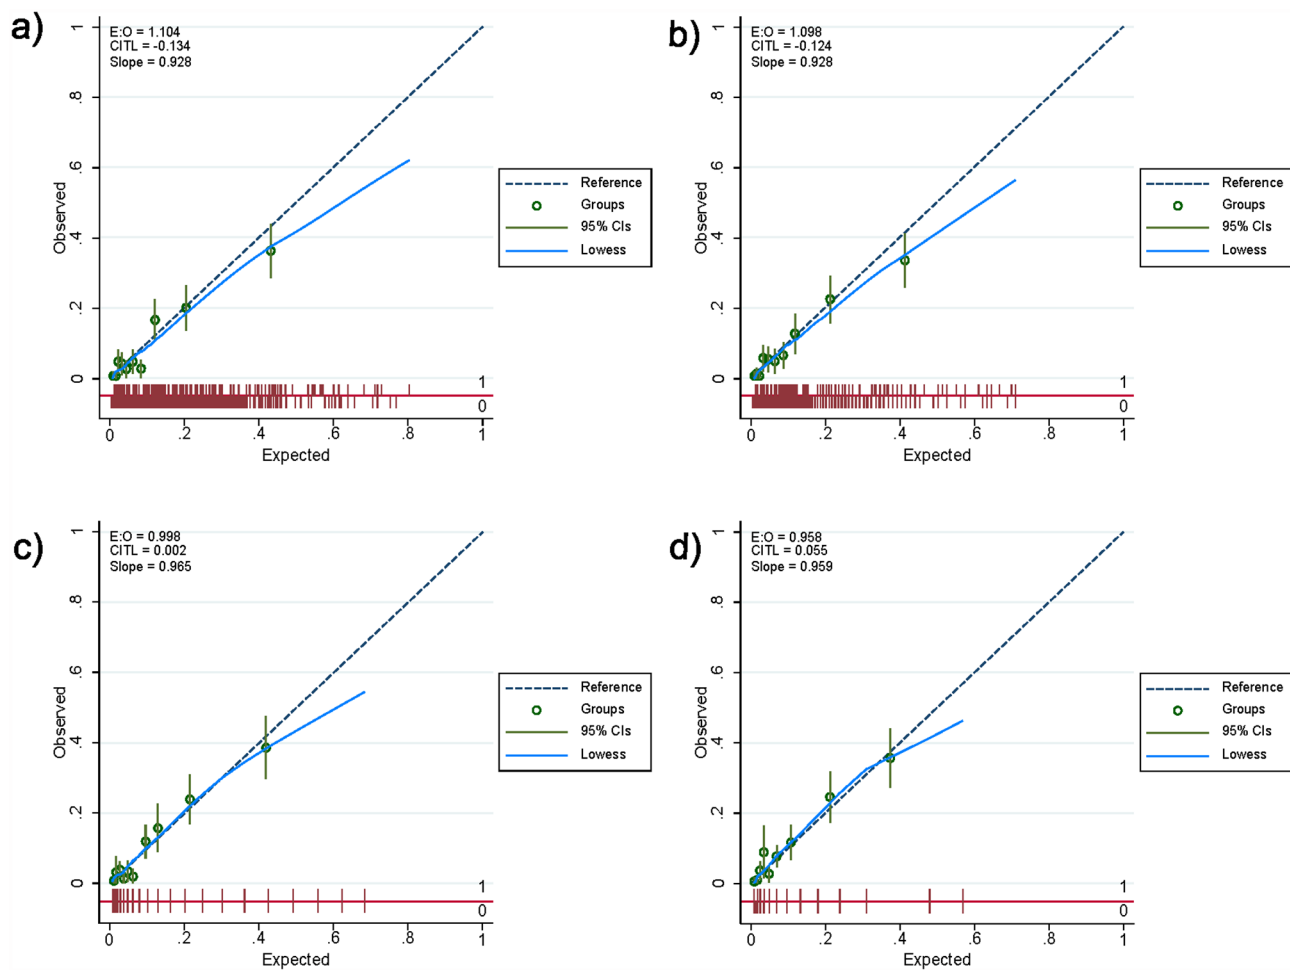 a)
E:O = 1.104
CITL = -0.134
Slope = 0.928
1
.8
.6
.4
.2
0
Observed
1
0
0
.2
.4
.6
.8
1
Expected
Reference
Groups
95% CIs
Lowess
b)
E:O = 1.098
CITL = -0.124
Slope = 0.928
1
.8
.6
.4
.2
0
Observed
1
0
0
.2
.4
.6
.8
1
Expected
Reference
Groups
95% CIs
Lowess
c)
E:O = 0.998
CITL = 0.002
Slope = 0.965
1
.8
.6
.4
.2
0
Observed
1
0
0
.2
.4
.6
.8
1
Expected
Reference
Groups
95% CIs
Lowess
d)
E:O = 0.958
CITL = 0.055
Slope = 0.959
1
.8
.6
.4
.2
0
Observed
1
0
0
.2
.4
.6
.8
1
Expected
Reference
Groups
95% CIs
Lowess